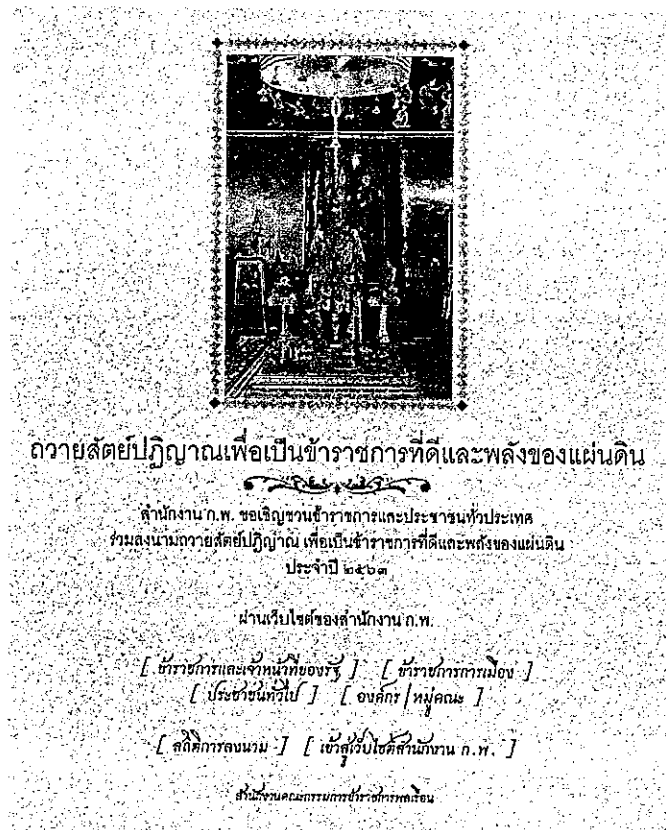 ถวายสัตย์ปฏิญาณเพื่อเป็นข้าราชการที่ดีและพลังของแผ่นดิน
สำนักงาน ก.พ. ขอเชิญชวนข้าราชการและประชาชนทั่วประเทศ
ร่วมลงนามถวายสัตย์ปฏิญาณ เพื่อเป็นข้าราชการที่ดีและพลังของแผ่นดิน
ประจำปี ๒๕๖๓
ผ่านเว็บไซต์ของสำนักงาน ก.พ.
[ ข้าราชการและเจ้าหน้าที่ของรัฐ ] [ ข้าราชการการเมือง ]
[ ประชาชนทั่วไป ] [ องค์กร | หมู่คณะ ]
[ สถิติการลงนาม ] [ เข้าสู่เว็บไซต์สำนักงาน ก.พ. ]
สำนักงานคณะกรรมการข้าราชการพลเรือน